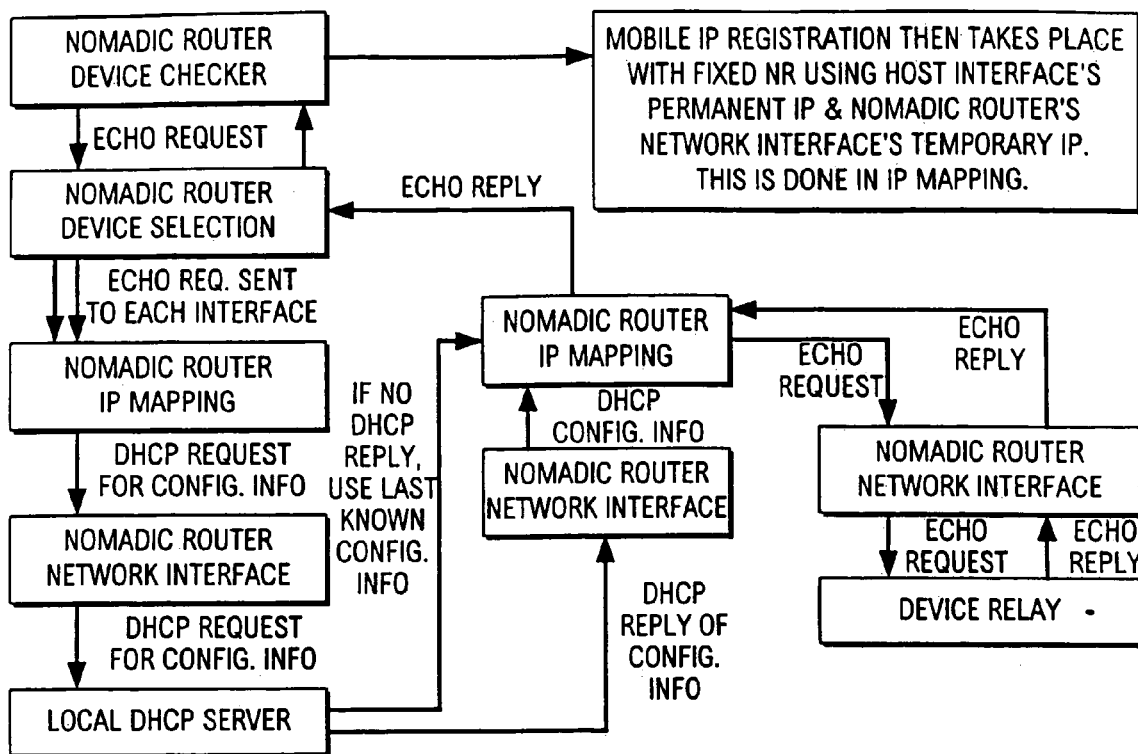 NOMADIC ROUTER
DEVICE CHECKER
MOBILE IP REGISTRATION THEN TAKES PLACE
WITH FIXED NR USING HOST INTERFACE'S
PERMANENT IP & NOMADIC ROUTER'S
NETWORK INTERFACE'S TEMPORARY IP.
THIS IS DONE IN IP MAPPING.
ECHO REQUEST
NOMADIC ROUTER
DEVICE SELECTION
ECHO REPLY
ECHO REQ. SENT
TO EACH INTERFACE
NOMADIC ROUTER
IP MAPPING
DHCP REQUEST
FOR CONFIG. INFO
NOMADIC ROUTER
NETWORK INTERFACE
DHCP REQUEST
FOR CONFIG. INFO
LOCAL DHCP SERVER
IF NO
DHCP
REPLY,
USE LAST
KNOWN
CONFIG.
INFO
NOMADIC ROUTER
IP MAPPING
DHCP
CONFIG. INFO
NOMADIC ROUTER
NETWORK INTERFACE
DHCP
REPLY OF
CONFIG.
INFO
ECHO
REQUEST
ECHO
REPLY
NOMADIC ROUTER
NETWORK INTERFACE
ECHO
REQUEST
ECHO
REPLY
DEVICE RELAY